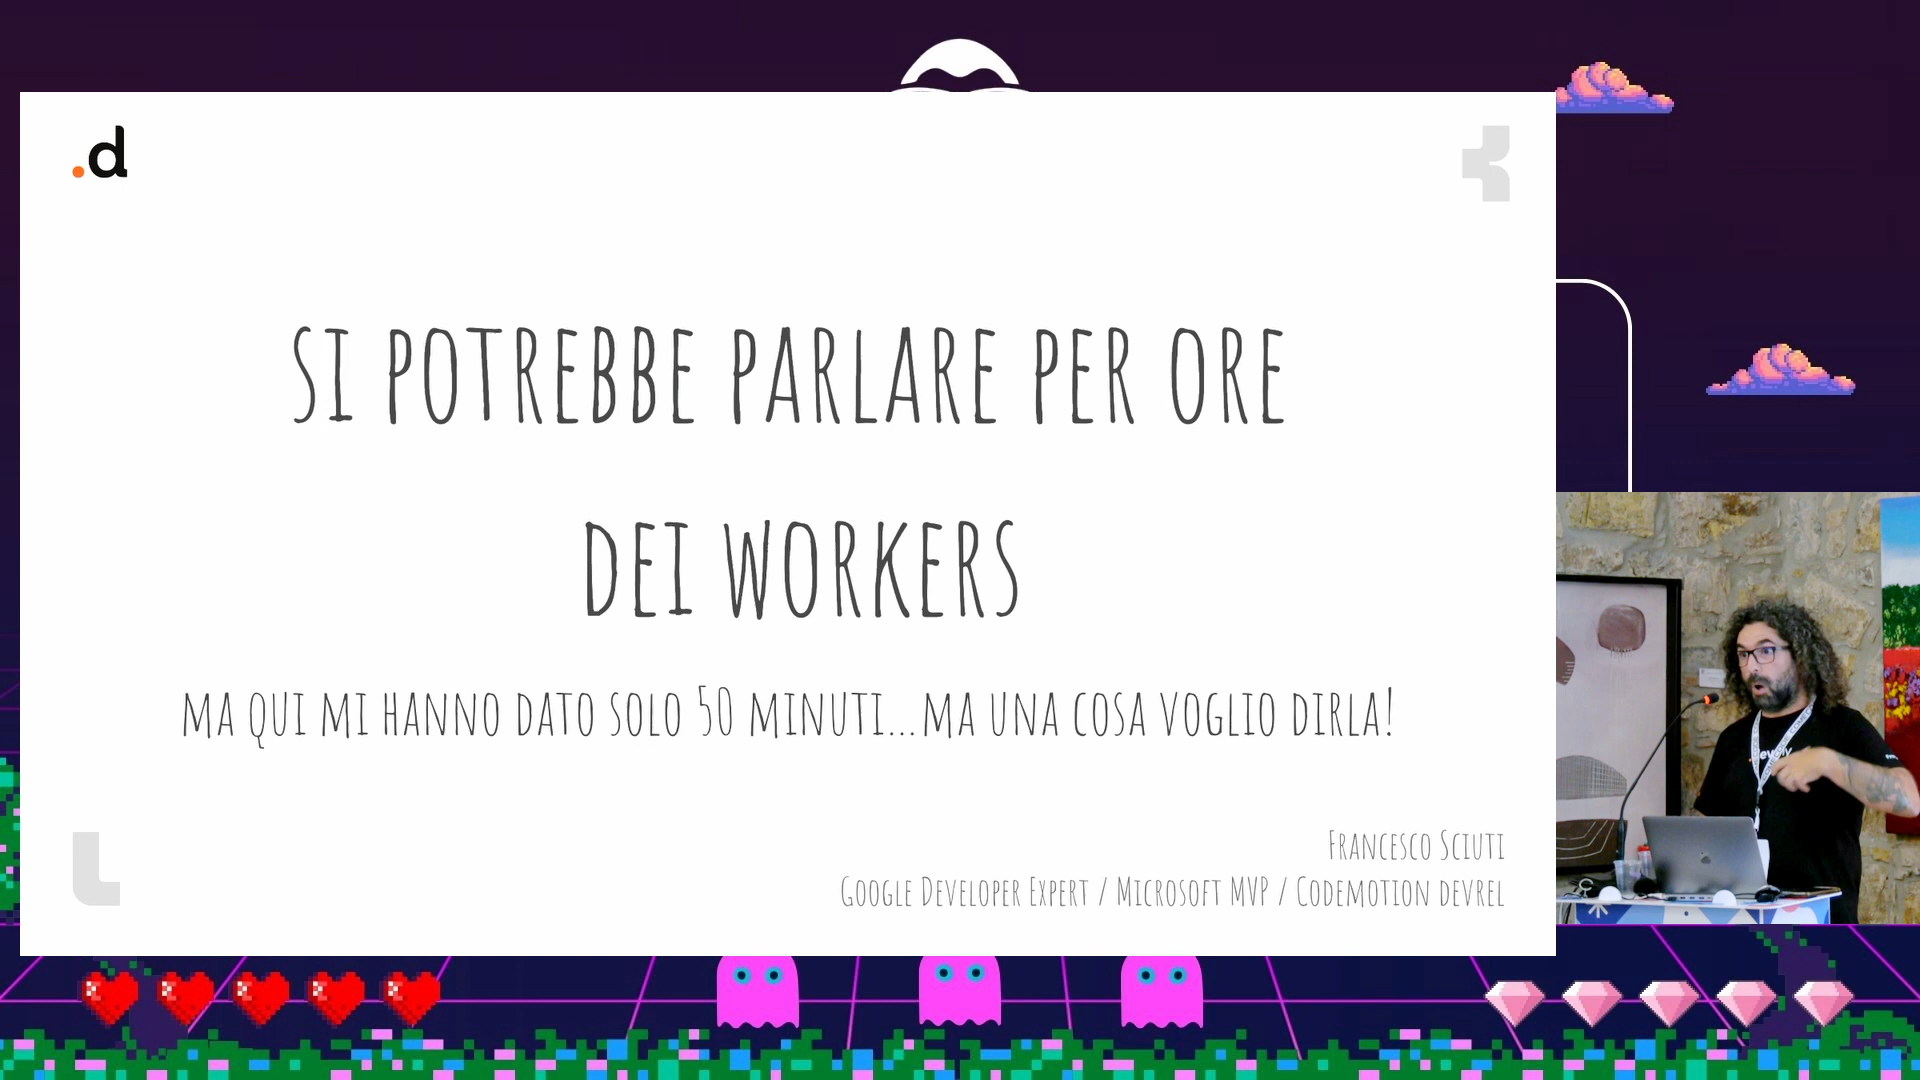 .d
SI POTREBBE PARLARE PER ORE
DEI WORKERS
MA QUI MI HANNO DATO SOLO 50 MINUTI...MA UNA COSA VOGLIO DIRLA!
FRANCESCO SCIUTI
GOOGLE DEVELOPER EXPERT / MICROSOFT MVP / CODEMOTION DEVREL